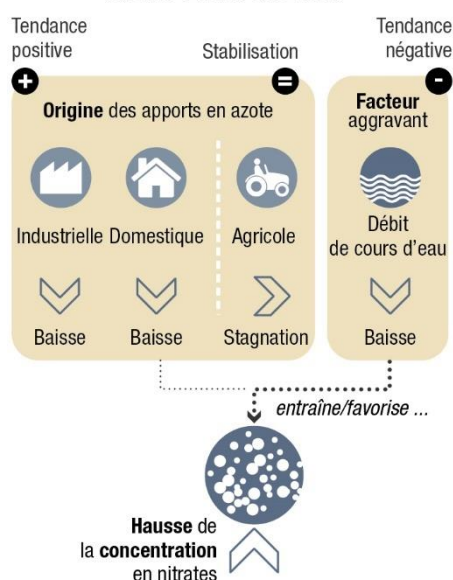 Tendance
positive
Stabilisation
Tendance
négative
+
=
-
Origine des apports en azote
Facteur
aggravant
Industrielle
Domestique
Agricole
Débit
de cours d’eau
Baisse
Baisse
Stagnation
Baisse
entraîne/favorise ...
Hausse de
la concentration
en nitrates